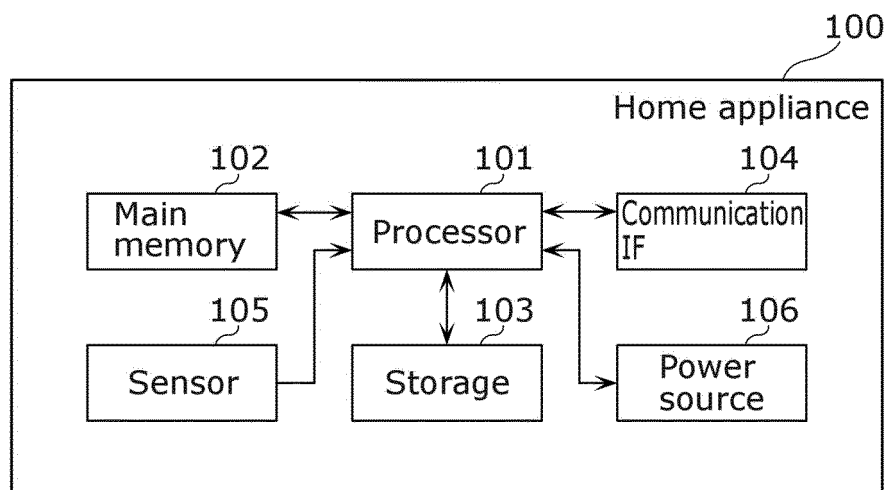 100
Home appliance
102
101
104
Main
memory
Processor
Communication
IF
105
103
106
Sensor
Storage
Power
source